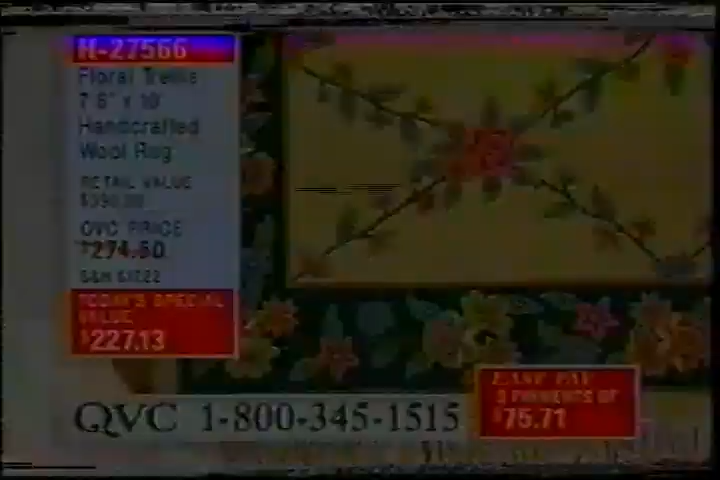 H-27566
Floral Trellis
7'6" x 10'
Handcrafted
Wool Rug
RETAIL VALUE
QVC PRICE
$274.50
S&H
TODAY'S SPECIAL
VALUE
$227.13
EASY PAY
3 PAYMENTS OF
$75.71
QVC 1-800-345-1515